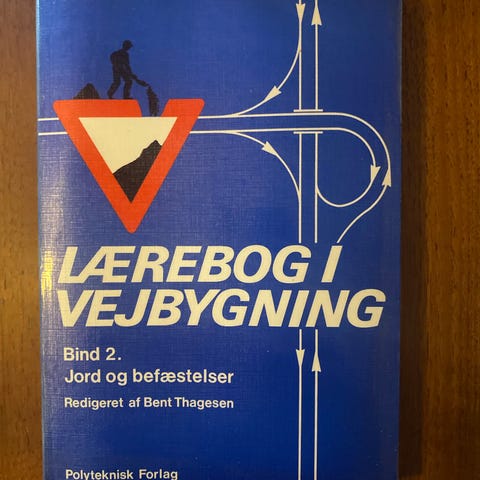 LÆREBOG I
VEJBYGNING
Bind 2.
Jord og befæstelser
Redigeret af Bent Thagesen
Polyteknisk Forlag